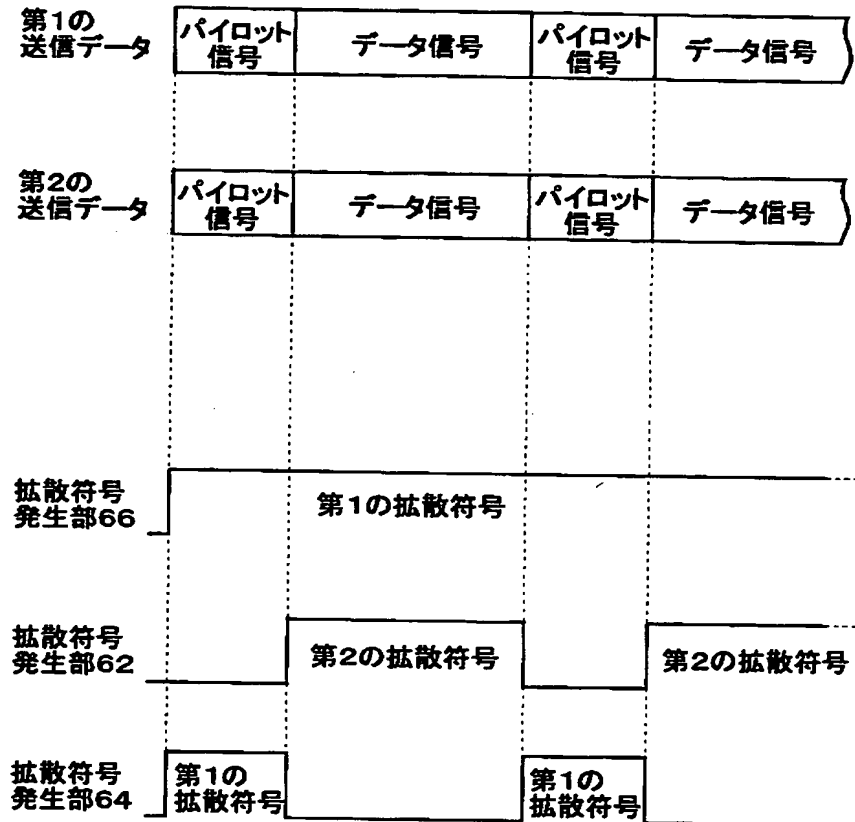 第1の
送信データ
パイロット
信号
データ信号
パイロット
信号
データ信号
第2の
送信データ
パイロット
信号
データ信号
パイロット
信号
データ信号
拡散符号
発生部66
第1の拡散符号
拡散符号
発生部62
第2の拡散符号
第2の拡散符号
拡散符号
発生部64
第1の
拡散符号
第1の
拡散符号